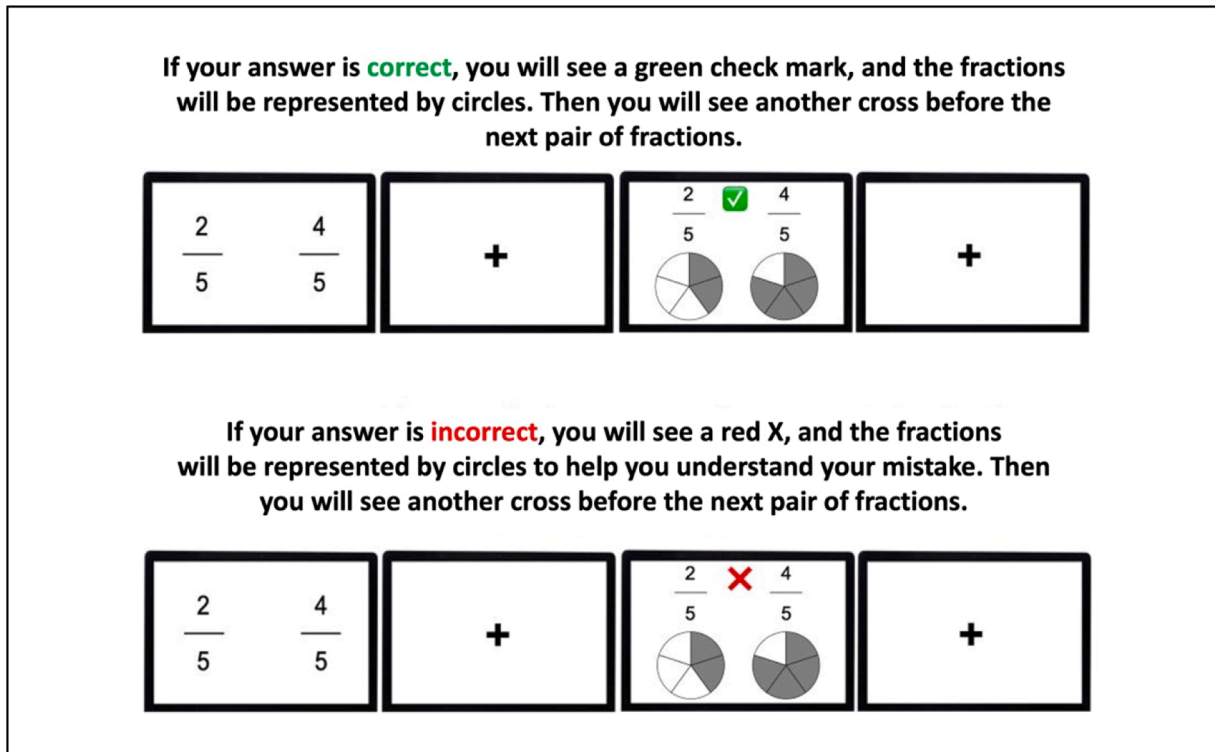 If your answer is correct, you will see a green check mark, and the fractions
will be represented by circles. Then you will see another cross before the
next pair of fractions.
2 4
5 5
+
2 ✅ 4
5 5
+
If your answer is incorrect, you will see a red X, and the fractions
will be represented by circles to help you understand your mistake. Then
you will see another cross before the next pair of fractions.
2 4
5 5
+
2 ❌ 4
5 5
+